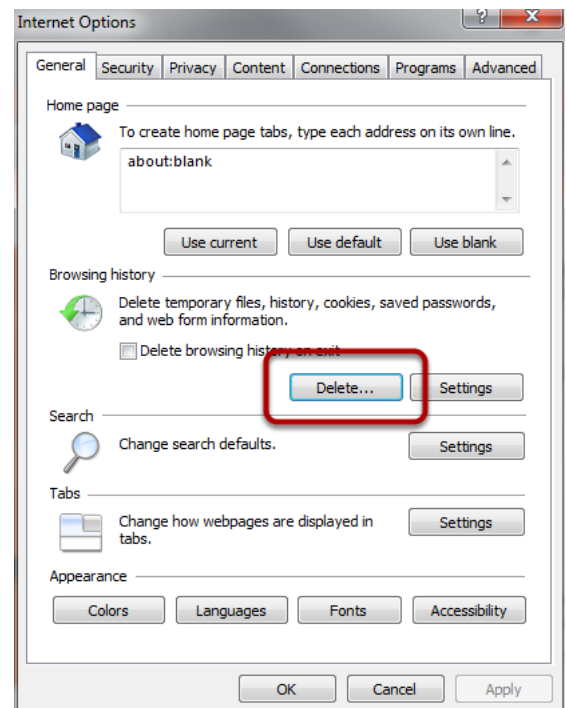 Internet Options
?
X
General Security Privacy Content Connections Programs Advanced
Home page
To create home page tabs, type each address on its own line.
about:blank
Use current Use default Use blank
Browsing history
Delete temporary files, history, cookies, saved passwords,
and web form information.
Delete browsing history on exit
Delete... Settings
Search
Change search defaults. Settings
Tabs
Change how webpages are displayed in Settings
tabs.
Appearance
Colors Languages Fonts Accessibility
OK Cancel Apply